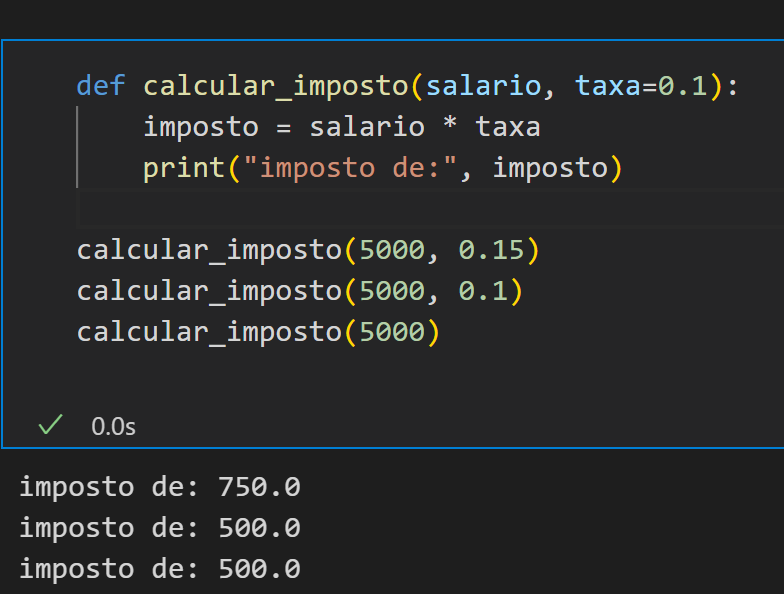 def calcular_imposto(salario, taxa=0.1):
    imposto = salario * taxa
    print("imposto de:", imposto)
calcular_imposto(5000, 0.15)
calcular_imposto(5000, 0.1)
calcular_imposto(5000)
0.0s
imposto de: 750.0
imposto de: 500.0
imposto de: 500.0